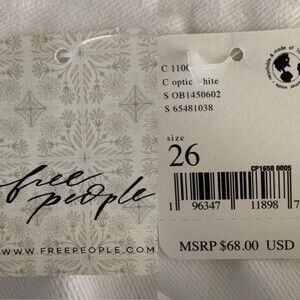 free
people
WWW.FREEPEOPLE.COM
C 1100
C optic white
S OB1450602
S 65481038
size
26
CP1658 0005
1 96347 11898 7
MSRP $68.00 USD